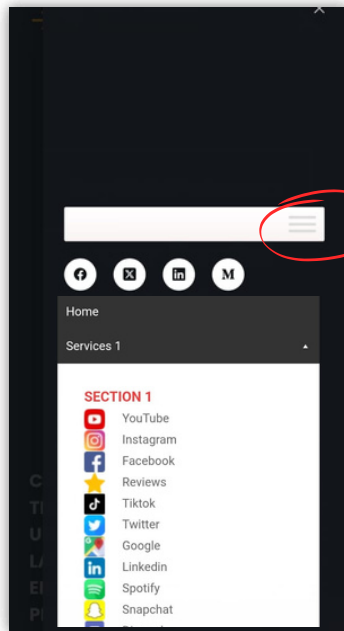 Home
Services 1
SECTION 1
YouTube
Instagram
Facebook
Reviews
Tiktok
Twitter
Google
Linkedin
Spotify
Snapchat